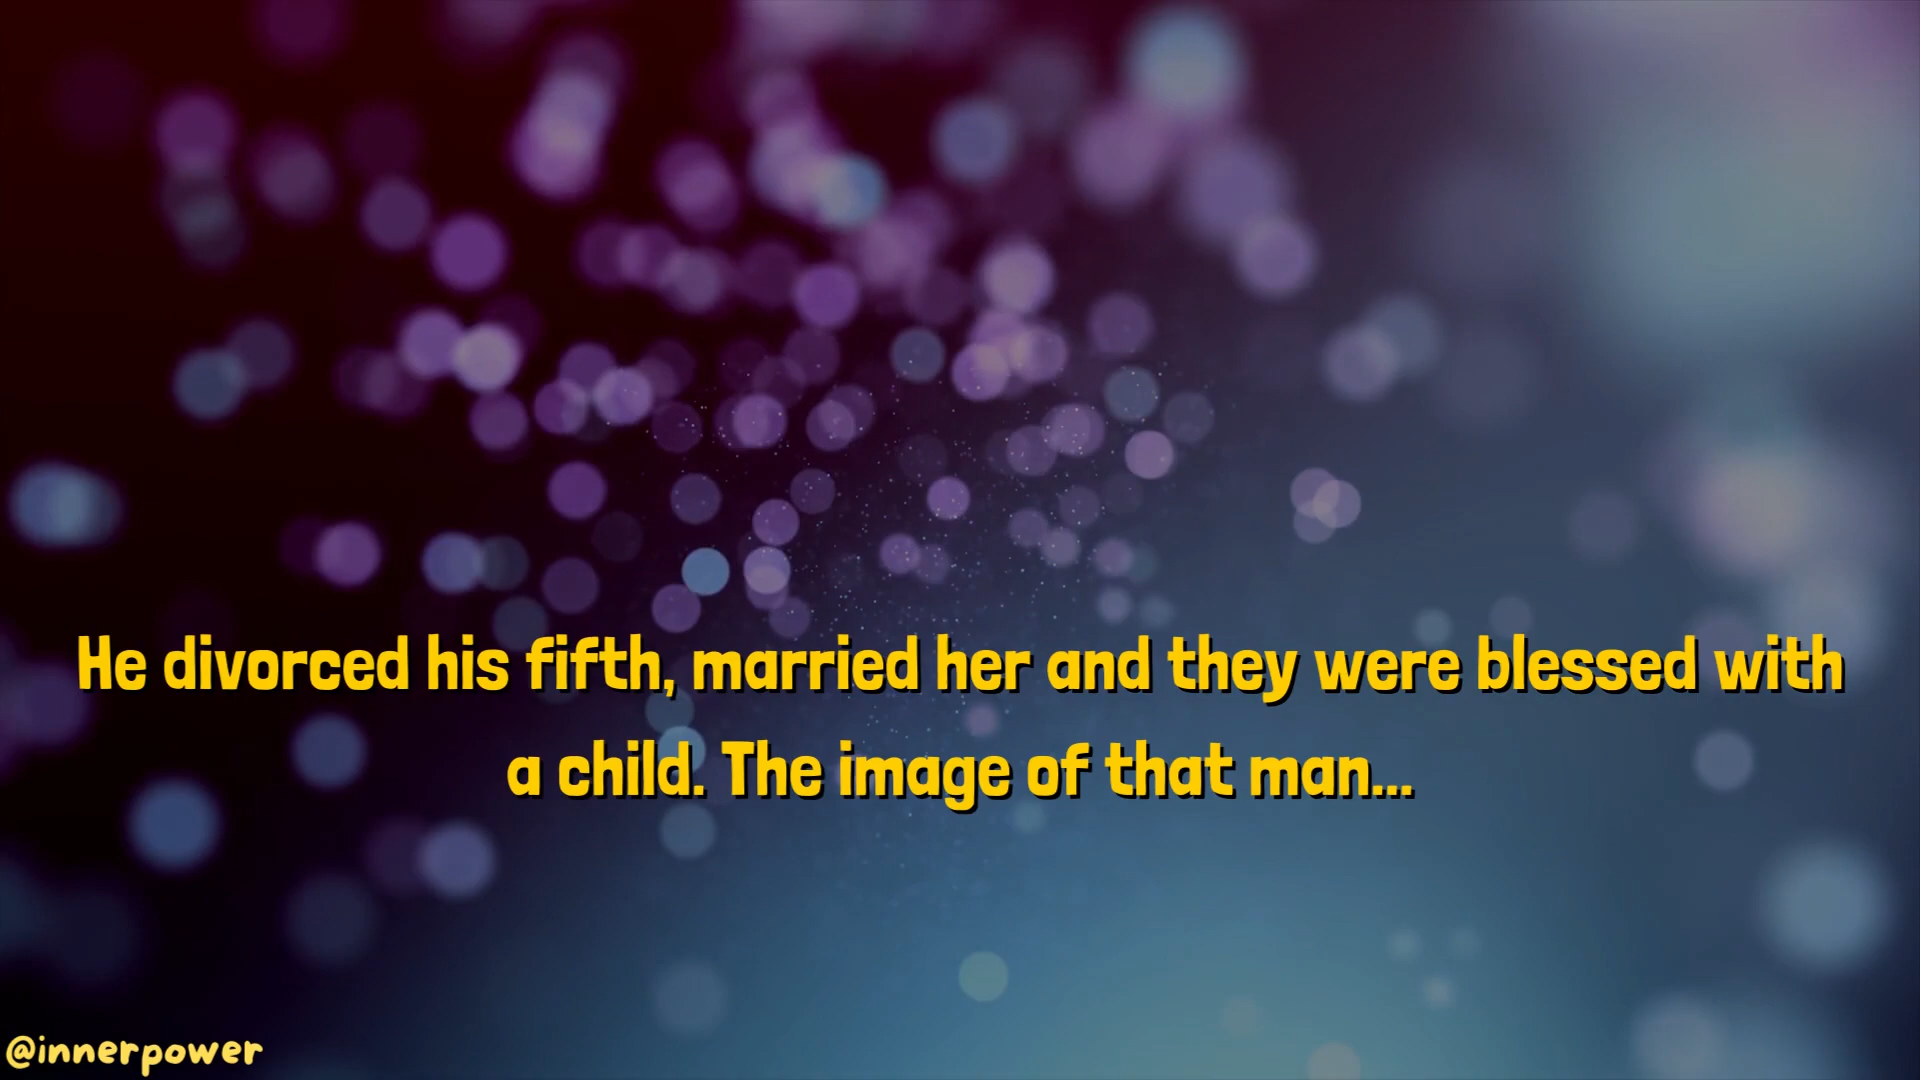 He divorced his fifth, married her and they were blessed with
a child. The image of that man...
@innerpower